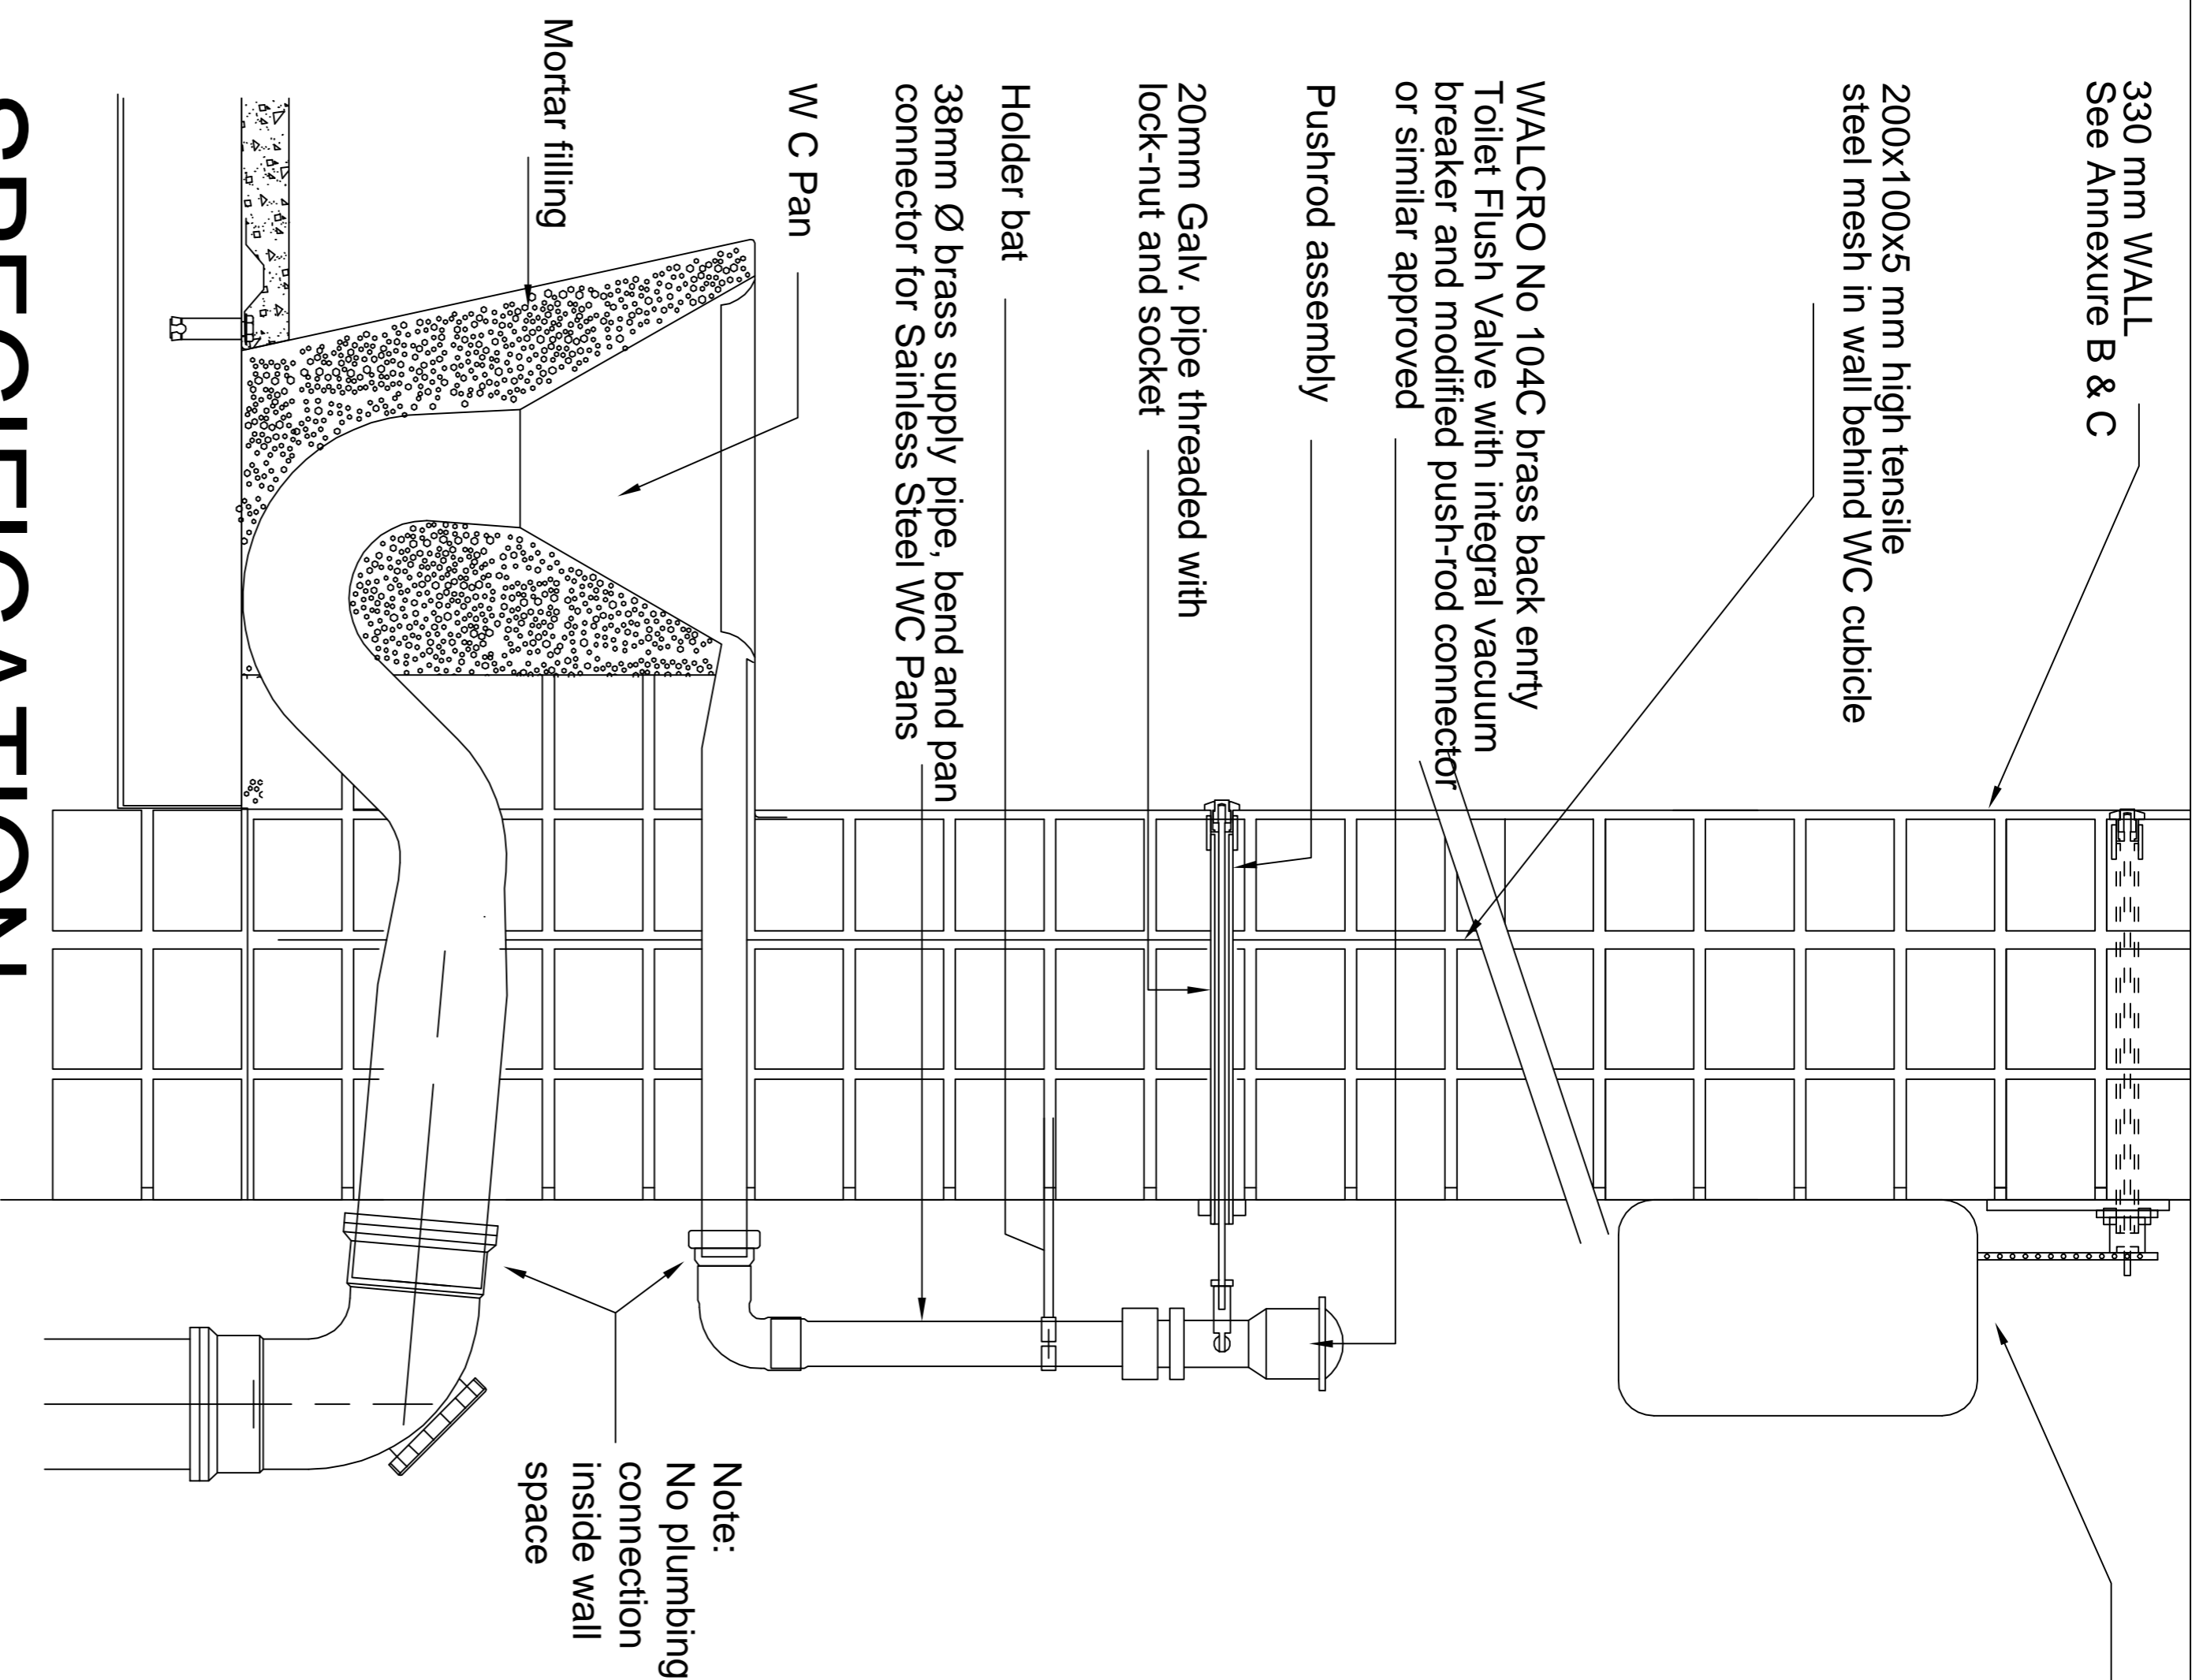 330 mm WALL
See Annexure B & C
200x100x5 mm high tensile
steel mesh in wall behind WC cubicle
WALCRO No 104C brass back enrty
Toilet Flush Valve with integral vacuum
breaker and modified push-rod connector
or similar approved
Pushrod assembly
20mm Galv. pipe threaded with
lock-nut and socket
Holder bat
38mm Ø brass supply pipe, bend and pan
connector for Sainless Steel WC Pans
W C Pan
Mortar filling
Note:
No plumbing
connection
inside wall
space
SPECIFICATION